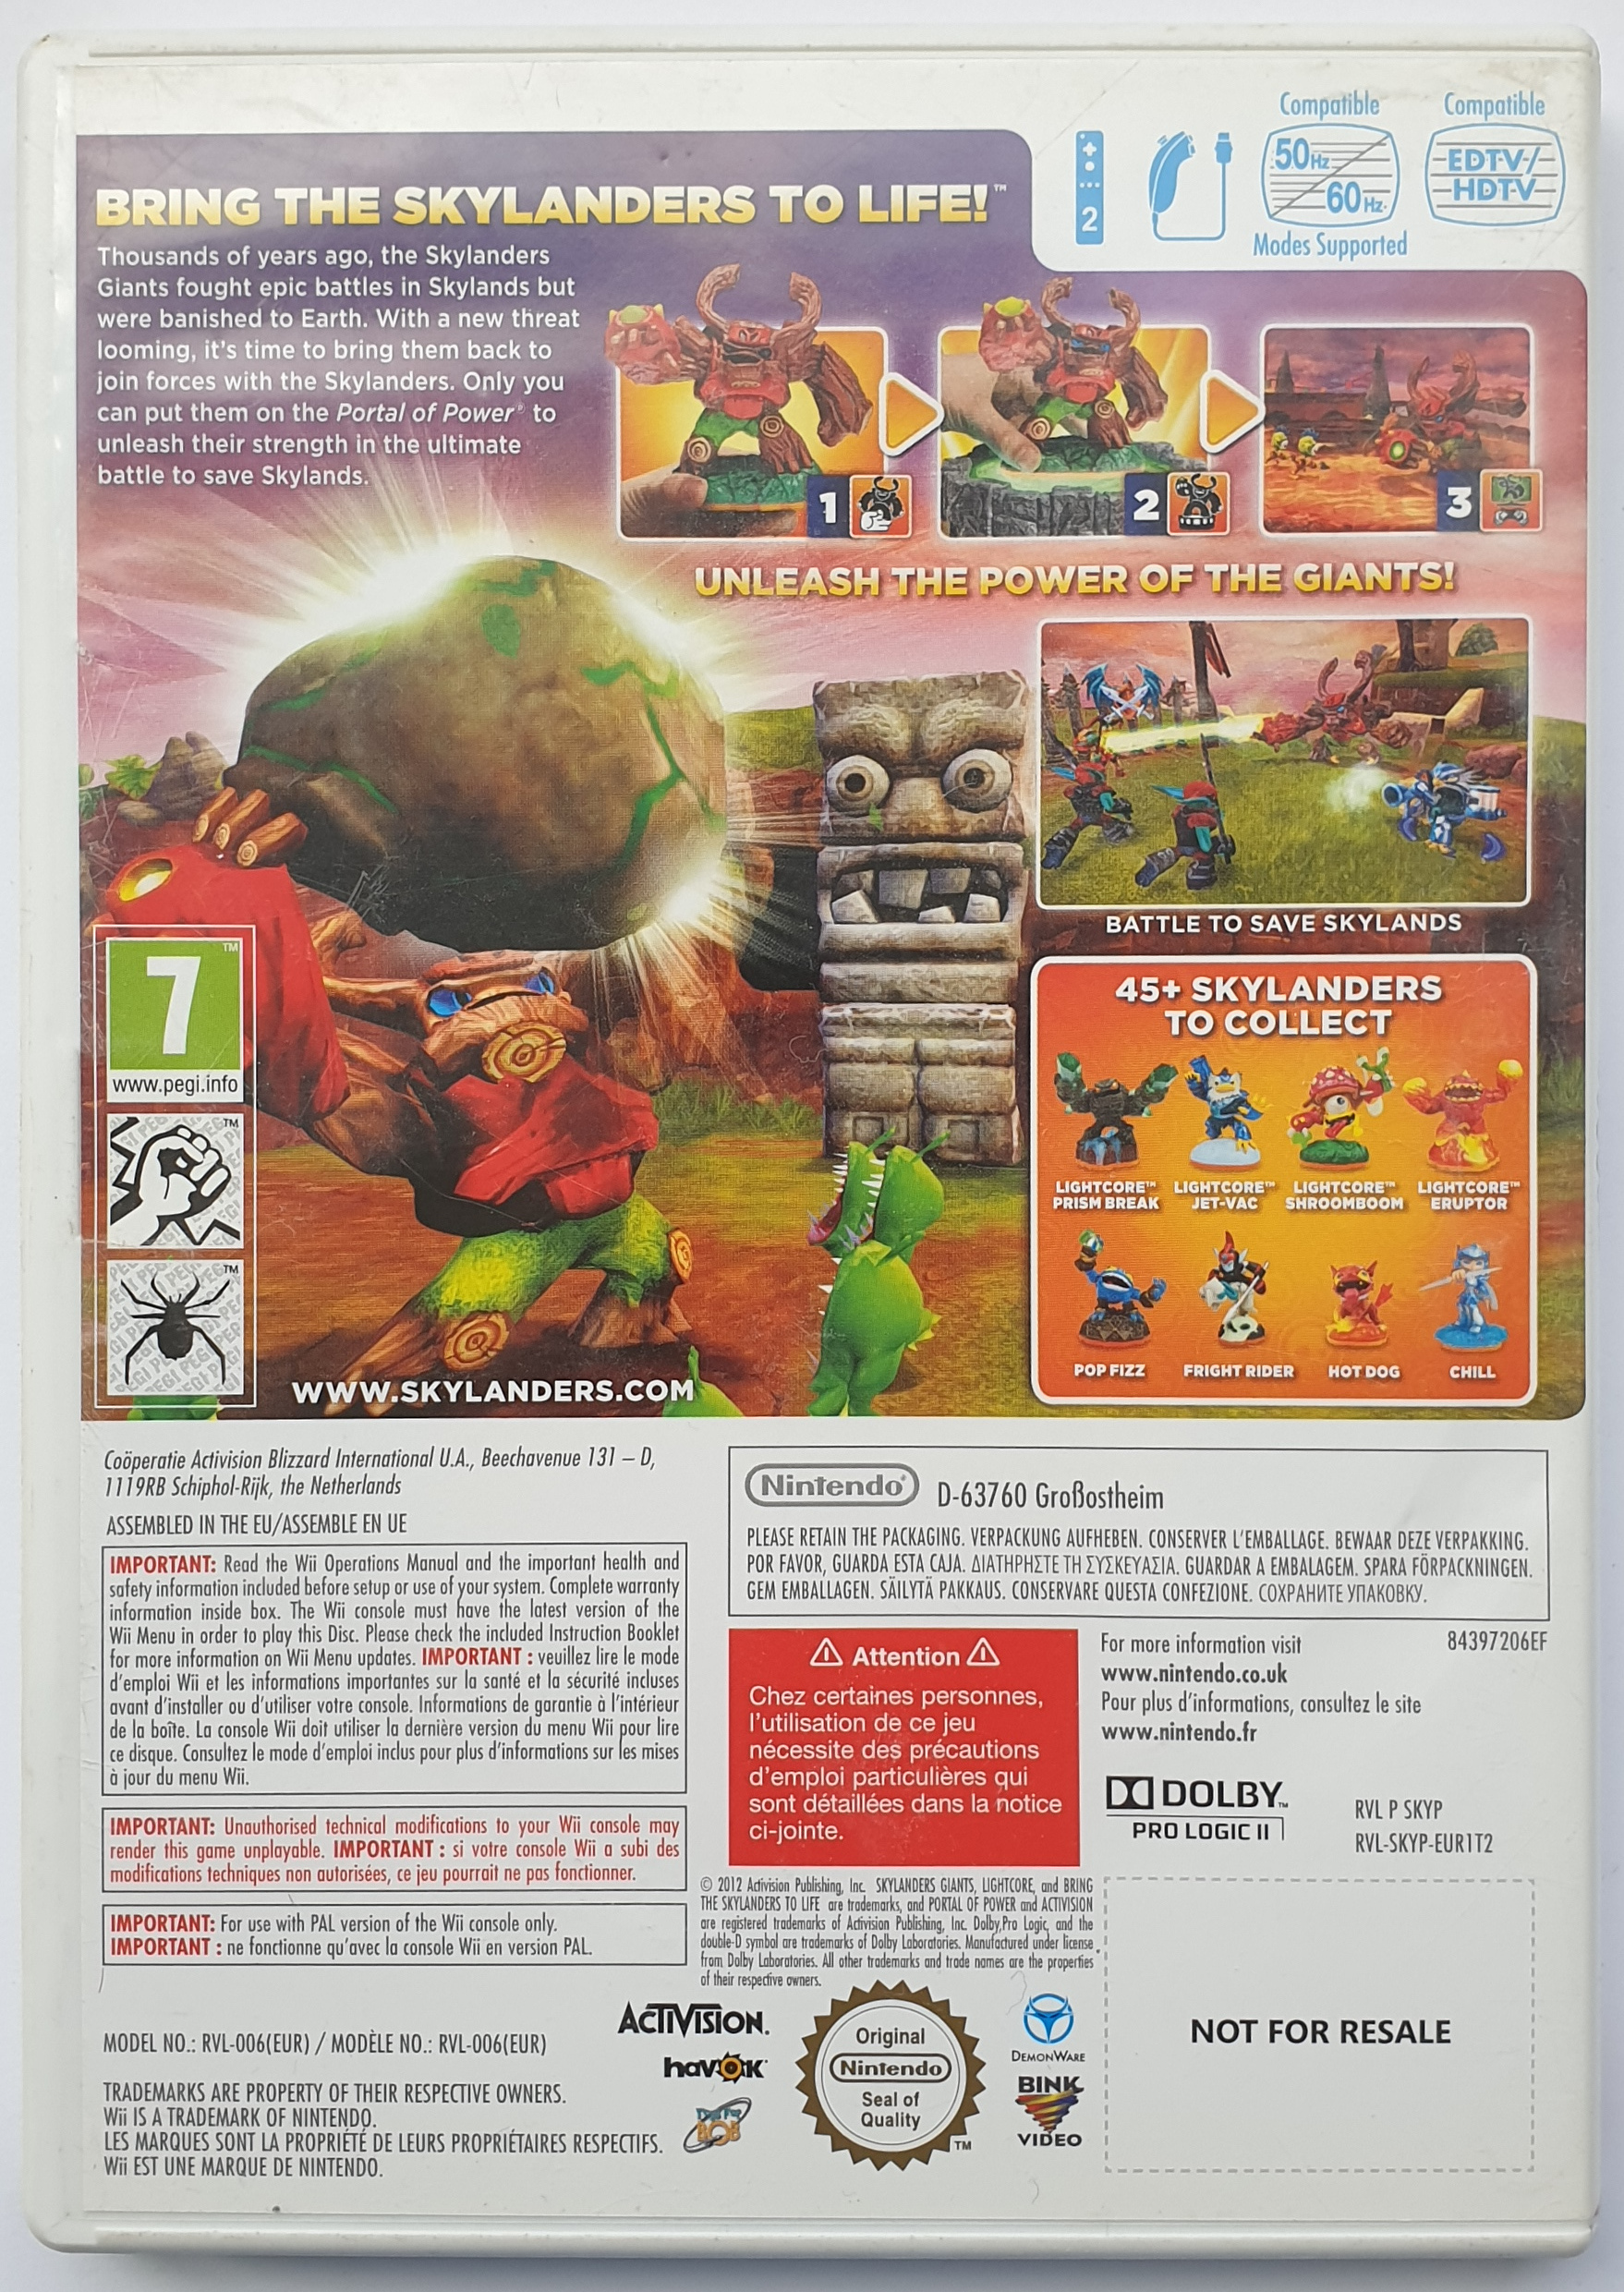 Compatible
50Hz
60Hz
Modes Supported
Compatible
EDTV/
HDTV
2
BRING THE SKYLANDERS TO LIFE!™
Thousands of years ago, the Skylanders
Giants fought epic battles in Skylands but
were banished to Earth. With a new threat
looming, it's time to bring them back to
join forces with the Skylanders. Only you
can put them on the Portal of Power® to
unleash their strength in the ultimate
battle to save Skylands.
1
2
3
UNLEASH THE POWER OF THE GIANTS!
BATTLE TO SAVE SKYLANDS
45+ SKYLANDERS
TO COLLECT
LIGHTCORE™ PRISM BREAK
LIGHTCORE™ JET-VAC
LIGHTCORE™ SHROOMBOOM
LIGHTCORE™ ERUPTOR
POP FIZZ
FRIGHT RIDER
HOT DOG
CHILL
7™
www.pegi.info
™
™
WWW.SKYLANDERS.COM
Coöperatie Activision Blizzard International U.A., Beechavenue 131 – D,
1119RB Schiphol-Rijk, the Netherlands
ASSEMBLED IN THE EU/ASSEMBLE EN UE
IMPORTANT: Read the Wii Operations Manual and the important health and
safety information included before setup or use of your system. Complete warranty
information inside box. The Wii console must have the latest version of the
Wii Menu in order to play this Disc. Please check the included Instruction Booklet
for more information on Wii Menu updates. IMPORTANT : veuillez lire le mode
d'emploi Wii et les informations importantes sur la santé et la sécurité incluses
avant d'installer ou d'utiliser votre console. Informations de garantie à l'intérieur
de la boîte. La console Wii doit utiliser la dernière version du menu Wii pour lire
ce disque. Consultez le mode d'emploi inclus pour plus d'informations sur les mises
à jour du menu Wii.
IMPORTANT: Unauthorised technical modifications to your Wii console may
render this game unplayable. IMPORTANT : si votre console Wii a subi des
modifications techniques non autorisées, ce jeu pourrait ne pas fonctionner.
IMPORTANT: For use with PAL version of the Wii console only.
IMPORTANT : ne fonctionne qu'avec la console Wii en version PAL.
MODEL NO.: RVL-006(EUR) / MODÈLE NO.: RVL-006(EUR)
TRADEMARKS ARE PROPERTY OF THEIR RESPECTIVE OWNERS.
Wii IS A TRADEMARK OF NINTENDO.
LES MARQUES SONT LA PROPRIÉTÉ DE LEURS PROPRIÉTAIRES RESPECTIFS.
Wii EST UNE MARQUE DE NINTENDO.
Nintendo® D-63760 Großostheim
PLEASE RETAIN THE PACKAGING. VERPACKUNG AUFHEBEN. CONSERVER L'EMBALLAGE. BEWAAR DEZE VERPAKKING.
POR FAVOR, GUARDA ESTA CAJA. ΔΙΑΤΗΡΗΣΤΕ ΤΗ ΣΥΣΚΕΥΑΣΙΑ. GUARDAR A EMBALAGEM. SPARA FÖRPACKNINGEN.
GEM EMBALLAGEN. SÄILYTÄ PAKKAUS. CONSERVARE QUESTA CONFEZIONE. СОХРАНИТЕ УПАКОВКУ.
Attention
Chez certaines personnes,
l'utilisation de ce jeu
nécessite des précautions
d'emploi particulières qui
sont détaillées dans la notice
ci-jointe.
For more information visit
www.nintendo.co.uk
Pour plus d'informations, consultez le site
www.nintendo.fr
84397206EF
DOLBY™
PRO LOGIC II
RVL P SKYP
RVL-SKYP-EUR1T2
© 2012 Activision Publishing, Inc. SKYLANDERS GIANTS, LIGHTCORE, and BRING
THE SKYLANDERS TO LIFE are trademarks, and PORTAL OF POWER and ACTIVISION
are registered trademarks of Activision Publishing, Inc. Dolby,Pro Logic, and the
double-D symbol are trademarks of Dolby Laboratories. Manufactured under license
from Dolby Laboratories. All other trademarks and trade names are the properties
of their respective owners.
ACTIVISION.
havok
TOYS FOR
BOB
Original
Nintendo
Seal of
Quality
™
DEMONWARE
BINK
VIDEO
NOT FOR RESALE